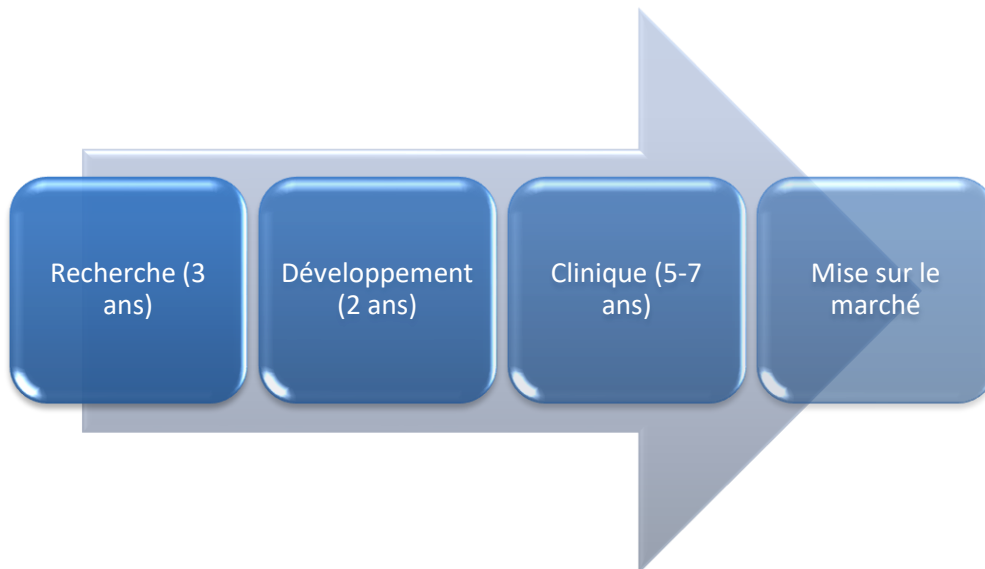 Recherche (3
ans)
Développement
(2 ans)
Clinique (5-7
ans)
Mise sur le
marché